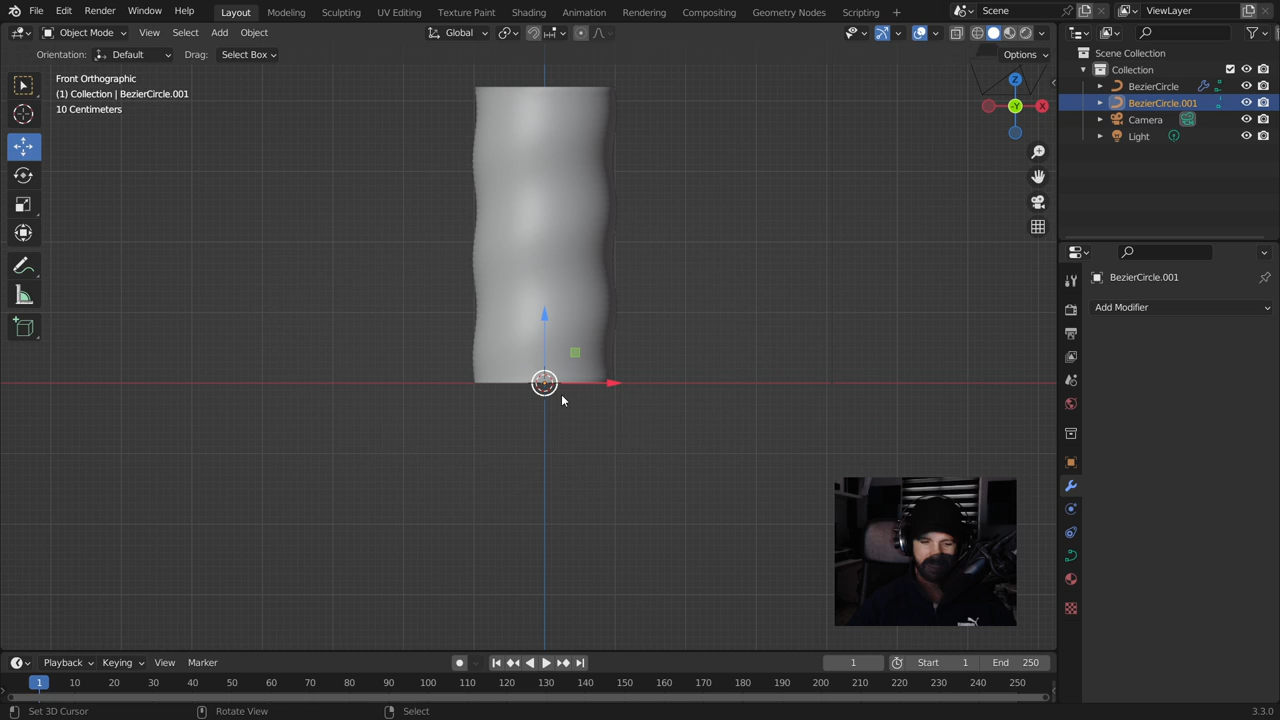 File Edit Render Window Help Layout Modeling Sculpting UV Editing Texture Paint Shading Animation Rendering Compositing Geometry Nodes Scripting Scene ViewLayer
Object Mode View Select Add Object Global
Orientation: Default Drag: Select Box Options
Front Orthographic
(1) Collection | BezierCircle.001
10 Centimeters
Z
-Y
X
Scene Collection
Collection
BezierCircle
BezierCircle.001
Camera
Light
BezierCircle.001
Add Modifier
Playback Keying View Marker 1 Start 1 End 250
1 10 20 30 40 50 60 70 80 90 100 110 120 130 140 150 160 170 180 190 200 210 220 230 240 250
Set 3D Cursor Rotate View Select 3.3.0